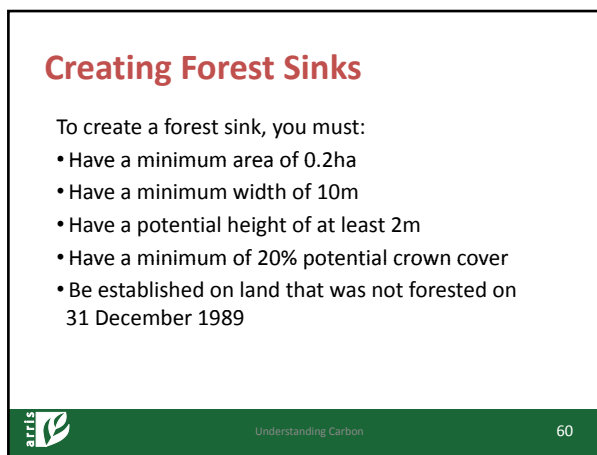 Creating Forest Sinks
To create a forest sink, you must:
• Have a minimum area of 0.2ha
• Have a minimum width of 10m
• Have a potential height of at least 2m
• Have a minimum of 20% potential crown cover
• Be established on land that was not forested on
31 December 1989
arris
Understanding Carbon
60